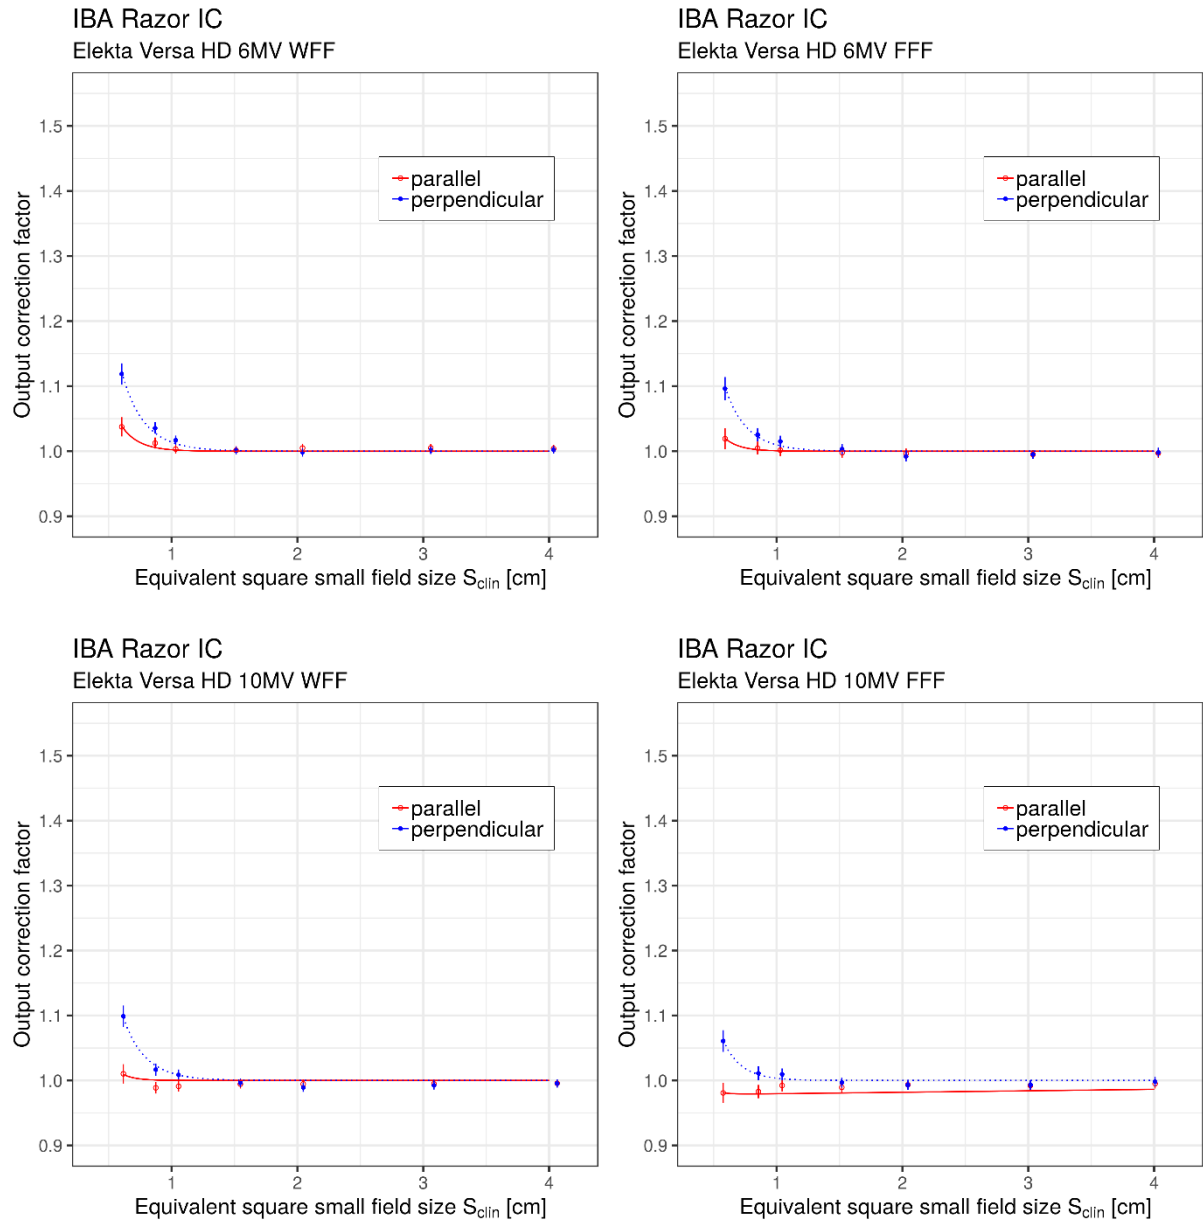 IBA Razor IC
Elekta Versa HD 6MV WFF
Output correction factor
1.5
1.4
1.3
1.2
1.1
1.0
0.9
parallel
perpendicular
1 2 3 4
Equivalent square small field size Sclin [cm]
IBA Razor IC
Elekta Versa HD 6MV FFF
Output correction factor
1.5
1.4
1.3
1.2
1.1
1.0
0.9
parallel
perpendicular
1 2 3 4
Equivalent square small field size Sclin [cm]
IBA Razor IC
Elekta Versa HD 10MV WFF
Output correction factor
1.5
1.4
1.3
1.2
1.1
1.0
0.9
parallel
perpendicular
1 2 3 4
Equivalent square small field size Sclin [cm]
IBA Razor IC
Elekta Versa HD 10MV FFF
Output correction factor
1.5
1.4
1.3
1.2
1.1
1.0
0.9
parallel
perpendicular
1 2 3 4
Equivalent square small field size Sclin [cm]